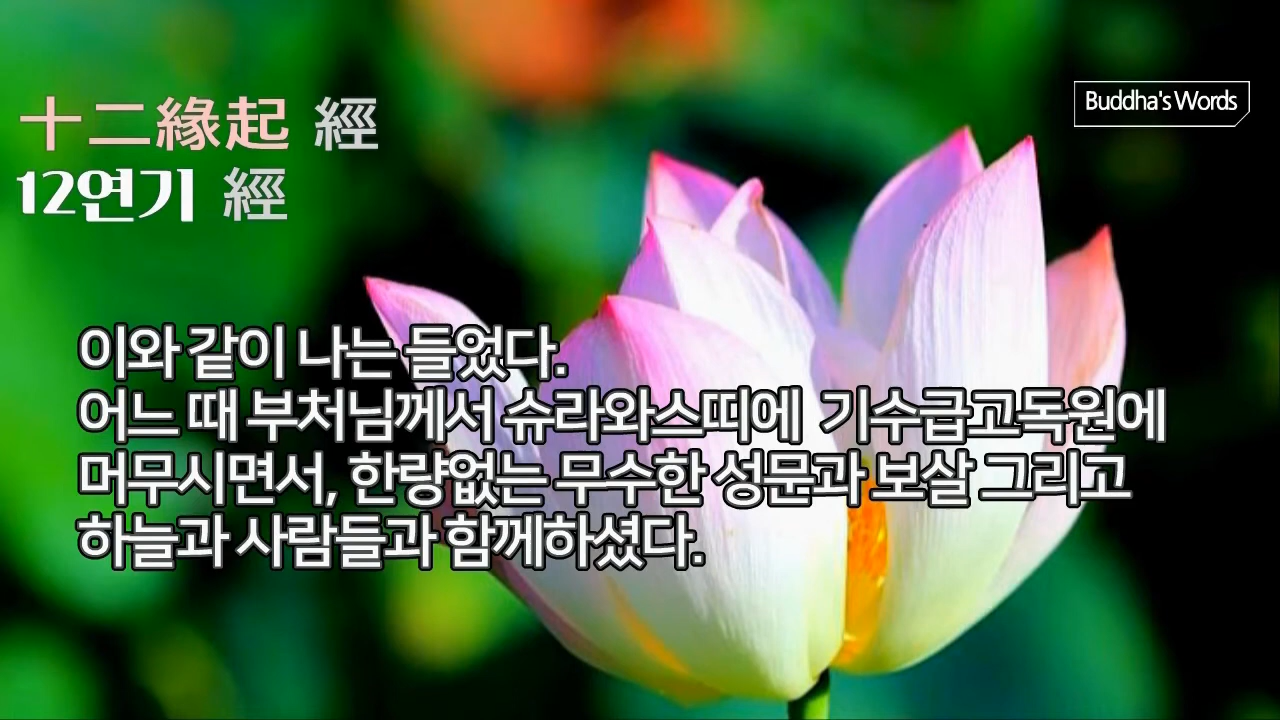 十二緣起 經
12연기 經
Buddha's Words
이와 같이 나는 들었다.
어느 때 부처님께서 슈라와스띠에 기수급고독원에
머무시면서, 한량없는 무수한 성문과 보살 그리고
하늘과 사람들과 함께하셨다.